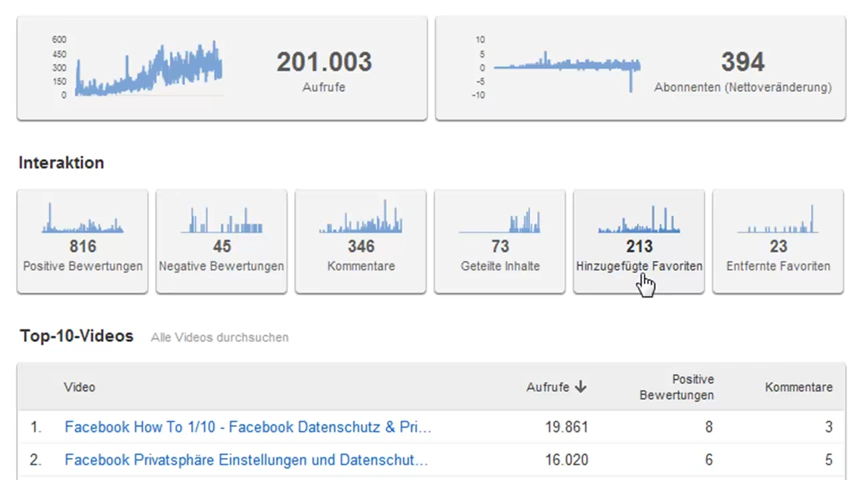 600
450
300
150
0
201.003
Aufrufe
10
5
0
-5
-10
394
Abonnenten (Nettoveränderung)
Interaktion
816
Positive Bewertungen
45
Negative Bewertungen
346
Kommentare
73
Geteilte Inhalte
213
Hinzugefügte Favoriten
23
Entfernte Favoriten
Top-10-Videos Alle Videos durchsuchen
Video Aufrufe Positive Bewertungen Kommentare
1. Facebook How To 1/10 - Facebook Datenschutz & Pri... 19.861 8 3
2. Facebook Privatsphäre Einstellungen und Datenschut... 16.020 6 5